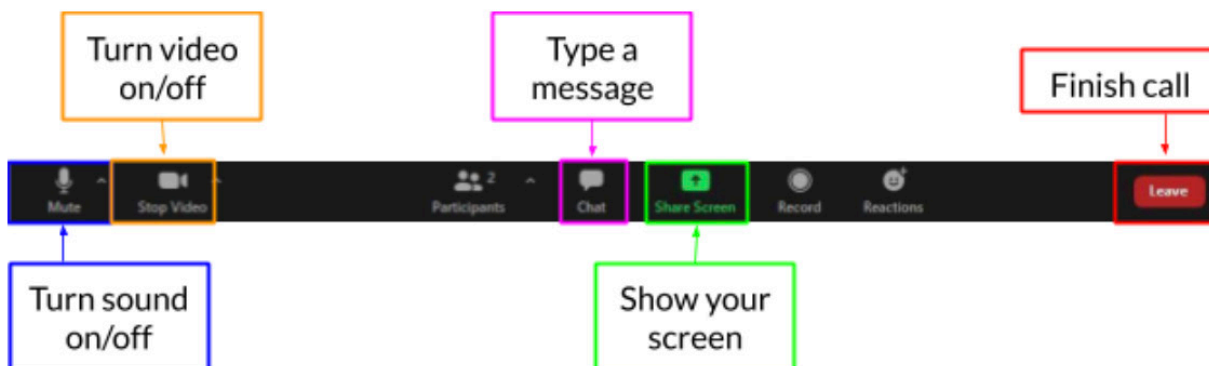 Turn video
on/off
Type a
message
Finish call
2
Mute
Stop Video
Participants
Chat
Share Screen
Record
Reactions
Leave
Turn sound
on/off
Show your
screen